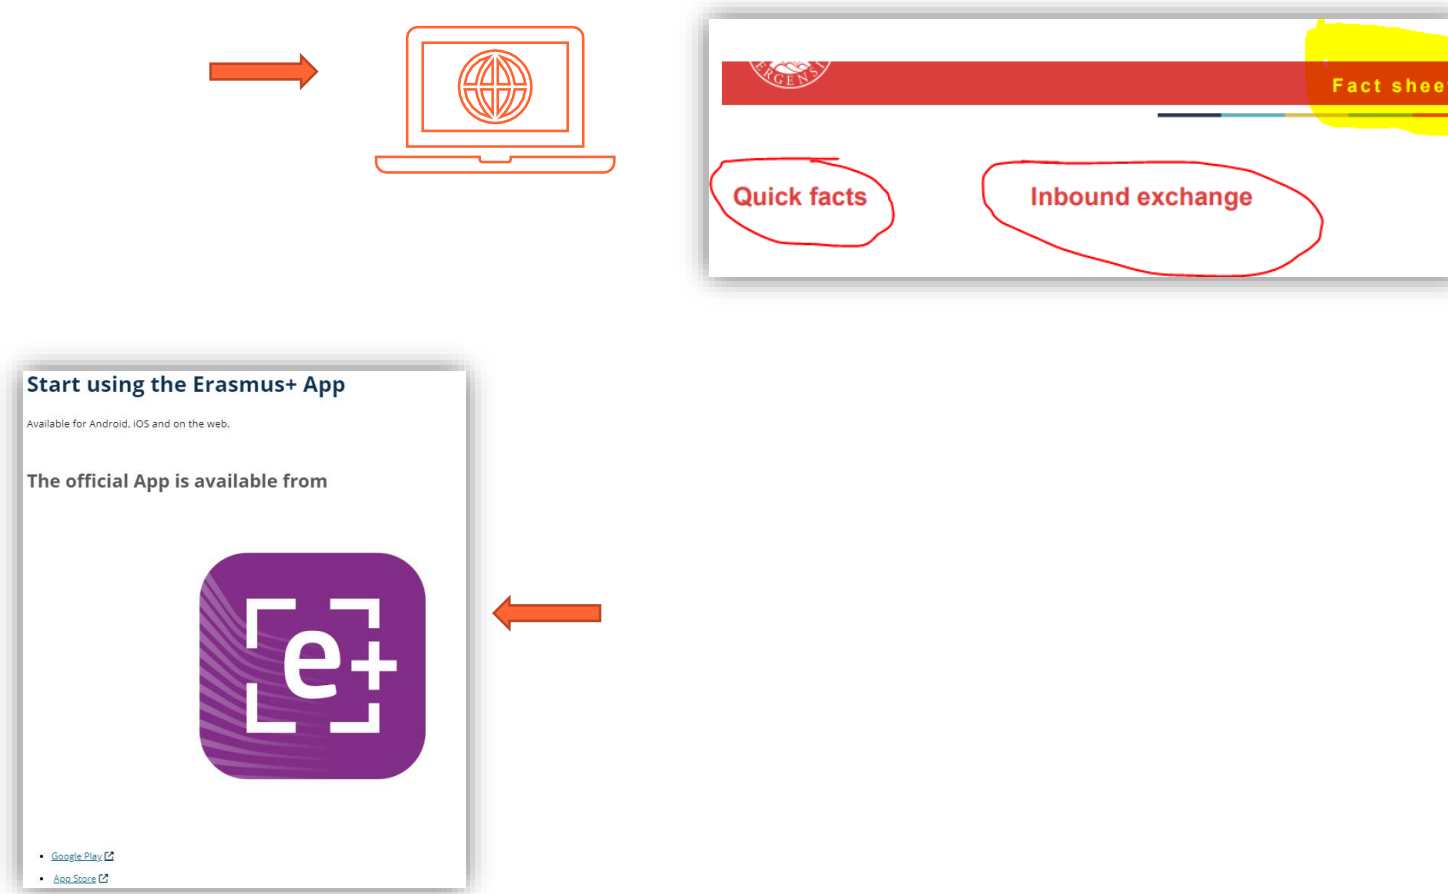 ERGENSI
Fact shee
Quick facts
Inbound exchange
Start using the Erasmus+ App
Available for Android, iOS and on the web.
The official App is available from
e+
Google Play
App Store